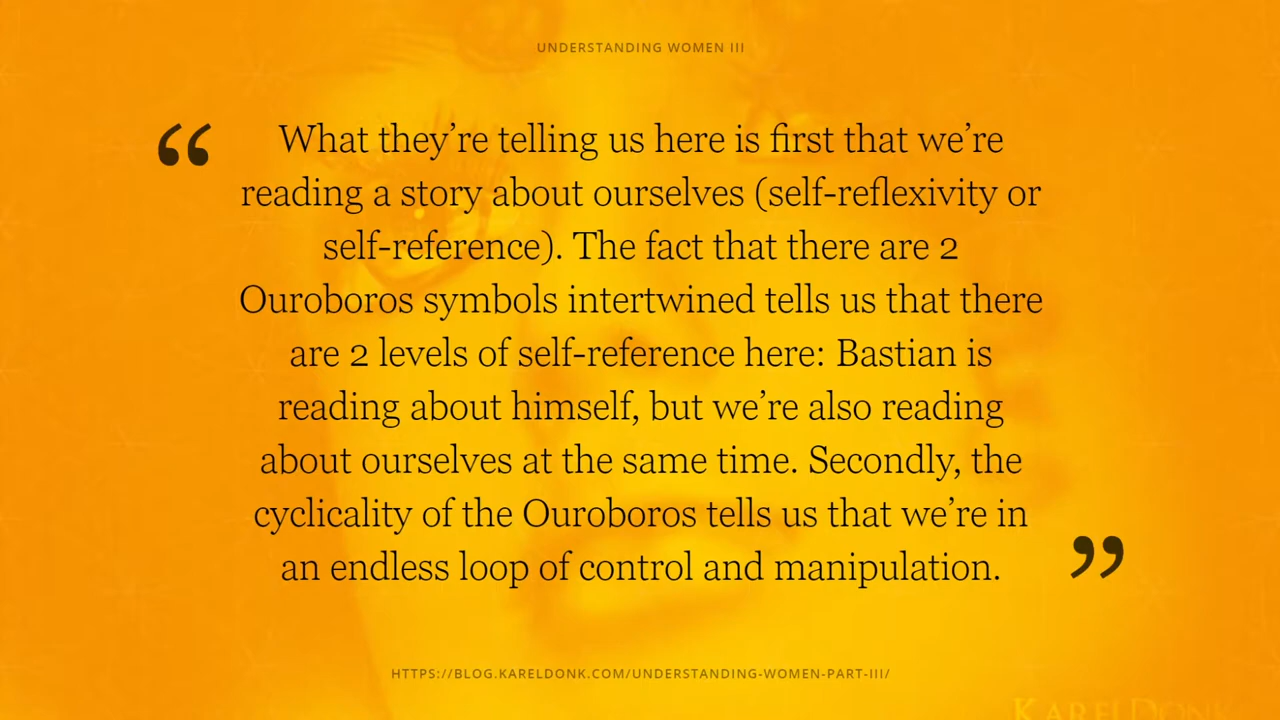 UNDERSTANDING WOMEN III
“ What they’re telling us here is first that we’re
reading a story about ourselves (self-reflexivity or
self-reference). The fact that there are 2
Ouroboros symbols intertwined tells us that there
are 2 levels of self-reference here: Bastian is
reading about himself, but we’re also reading
about ourselves at the same time. Secondly, the
cyclicality of the Ouroboros tells us that we’re in
an endless loop of control and manipulation. ”
HTTPS://BLOG.KARELDONK.COM/UNDERSTANDING-WOMEN-PART-III/
KARELDONK